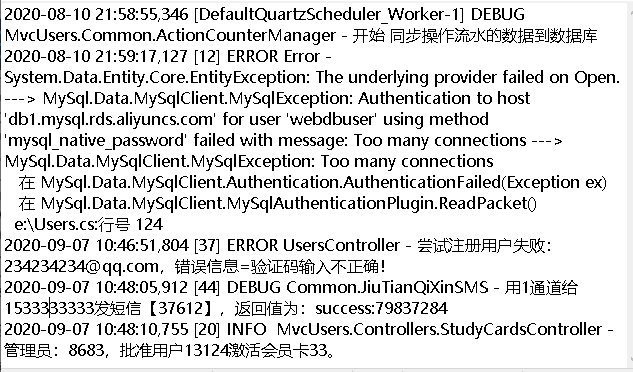 2020-08-10 21:58:55,346 [DefaultQuartzScheduler_Worker-1] DEBUG
MvcUsers.Common.ActionCounterManager - 开始 同步操作流水的数据到数据库
2020-08-10 21:59:17,127 [12] ERROR Error -
System.Data.Entity.Core.EntityException: The underlying provider failed on Open.
---> MySql.Data.MySqlClient.MySqlException: Authentication to host
'db1.mysql.rds.aliyuncs.com' for user 'webdbuser' using method
'mysql_native_password' failed with message: Too many connections --->
MySql.Data.MySqlClient.MySqlException: Too many connections
在 MySql.Data.MySqlClient.Authentication.AuthenticationFailed(Exception ex)
在 MySql.Data.MySqlClient.MySqlAuthenticationPlugin.ReadPacket()
e:\Users.cs:行号 124
2020-09-07 10:46:51,804 [37] ERROR UsersController - 尝试注册用户失败：
234234234@qq.com，错误信息=验证码输入不正确！
2020-09-07 10:48:05,912 [44] DEBUG Common.JiuTianQiXinSMS - 用1通道给
15333333333发短信【37612】，返回值为：success:79837284
2020-09-07 10:48:10,755 [20] INFO MvcUsers.Controllers.StudyCardsController -
管理员：8683，批准用户13124激活会员卡33。